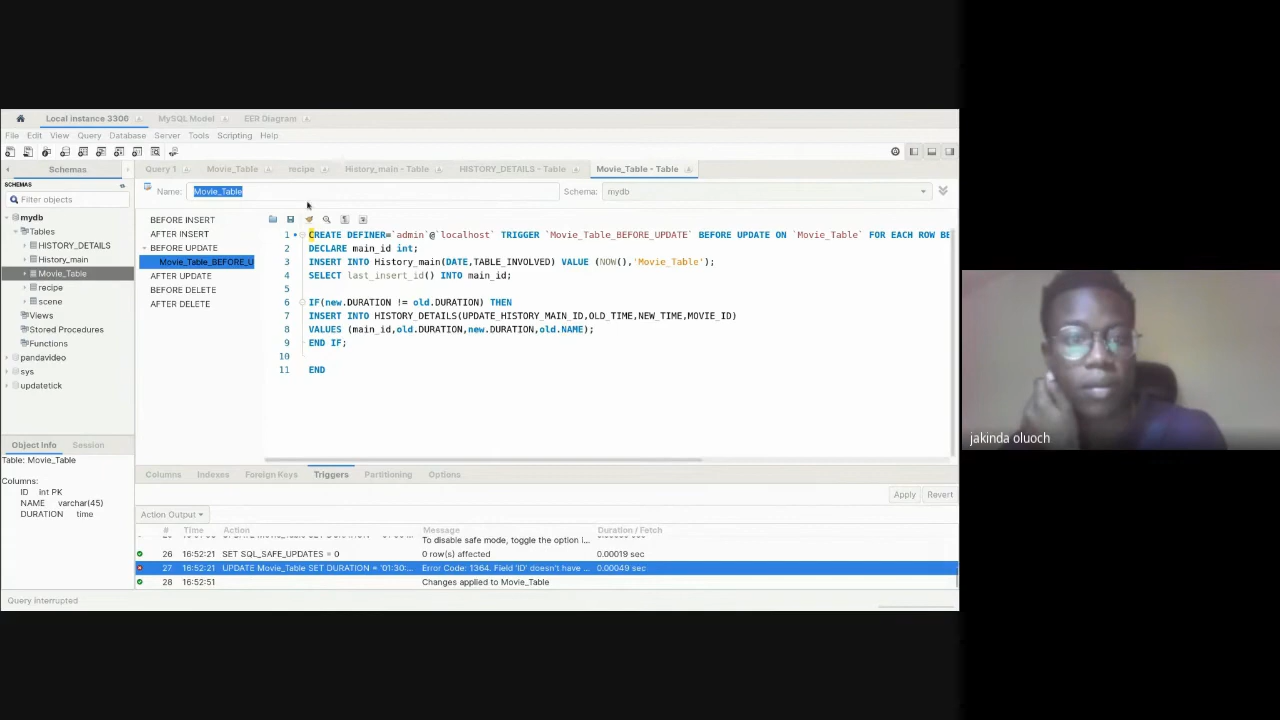 Local instance 3300 MySQL Model EER Diagram
File Edit View Query Database Server Tools Scripting Help
Schemas
Query 1 Movie_Table recipe History_main - Table HISTORY_DETAILS - Table Movie_Table - Table
SCHEMAS
Filter objects
mydb
Tables
HISTORY_DETAILS
History_main
Movie_Table
recipe
scene
Views
Stored Procedures
Functions
pandavideo
sys
updatetick
Name: Movie_Table Schema: mydb
BEFORE INSERT
AFTER INSERT
BEFORE UPDATE
Movie_Table_BEFORE_U
AFTER UPDATE
BEFORE DELETE
AFTER DELETE
1 CREATE DEFINER=`admin`@`localhost` TRIGGER `Movie_Table_BEFORE_UPDATE` BEFORE UPDATE ON `Movie_Table` FOR EACH ROW BE
2 DECLARE main_id int;
3 INSERT INTO History_main(DATE,TABLE_INVOLVED) VALUE (NOW(),'Movie_Table');
4 SELECT last_insert_id() INTO main_id;
5
6 IF(new.DURATION != old.DURATION) THEN
7 INSERT INTO HISTORY_DETAILS(UPDATE_HISTORY_MAIN_ID,OLD_TIME,NEW_TIME,MOVIE_ID)
8 VALUES (main_id,old.DURATION,new.DURATION,old.NAME);
9 END IF;
10
11 END
Object Info Session
Table: Movie_Table
Columns:
ID int PK
NAME varchar(45)
DURATION time
Columns Indexes Foreign Keys Triggers Partitioning Options
Apply Revert
Action Output
# Time Action Message Duration / Fetch
To disable safe mode, toggle the option i...
26 16:52:21 SET SQL_SAFE_UPDATES = 0 0 row(s) affected 0.00019 sec
27 16:52:21 UPDATE Movie_Table SET DURATION = '01:30:... Error Code: 1364. Field 'ID' doesn't have ... 0.00049 sec
28 16:52:51 Changes applied to Movie_Table
Query interrupted
jakinda oluoch